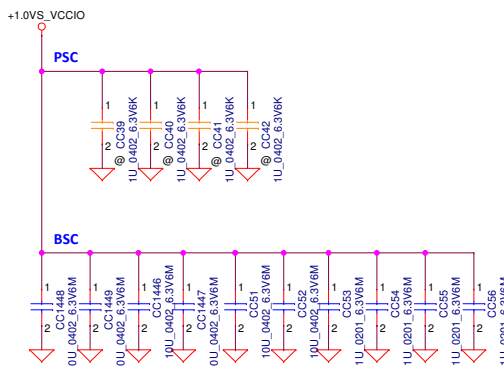 +1.0VS_VCCIO
PSC
1
2
@
CC39
1U_0402_6.3V6K
1
2
@
CC40
1U_0402_6.3V6K
1
2
@
CC41
1U_0402_6.3V6K
1
2
@
CC42
1U_0402_6.3V6K
BSC
1
2
CC1448
0U_0402_6.3V6M
1
2
CC1449
0U_0402_6.3V6M
1
2
CC1446
10U_0402_6.3V6M
1
2
CC1447
0U_0402_6.3V6M
1
2
CC51
10U_0402_6.3V6M
1
2
CC52
10U_0402_6.3V6M
1
2
CC53
1U_0201_6.3V6M
1
2
CC54
1U_0201_6.3V6M
1
2
CC55
1U_0201_6.3V6M
1
2
CC56
1U_0201_6.3V6M